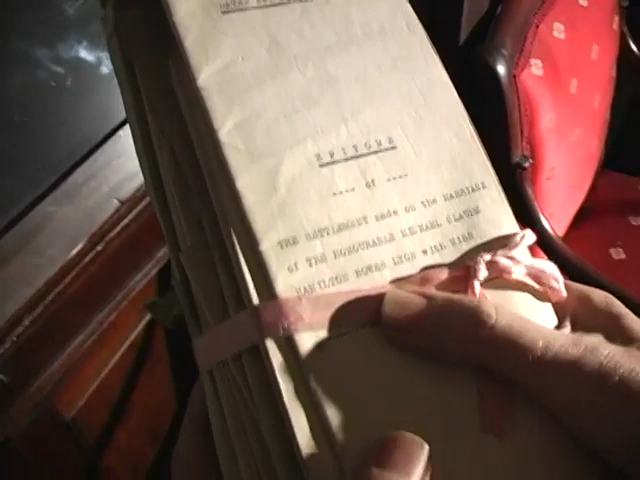 EPITOME
---- of ----
THE SETTLEMENT made on the MARRIAGE
of THE HONOURABLE MICHAEL CLAUDE
HAMILTON BOWES LYON with MISS